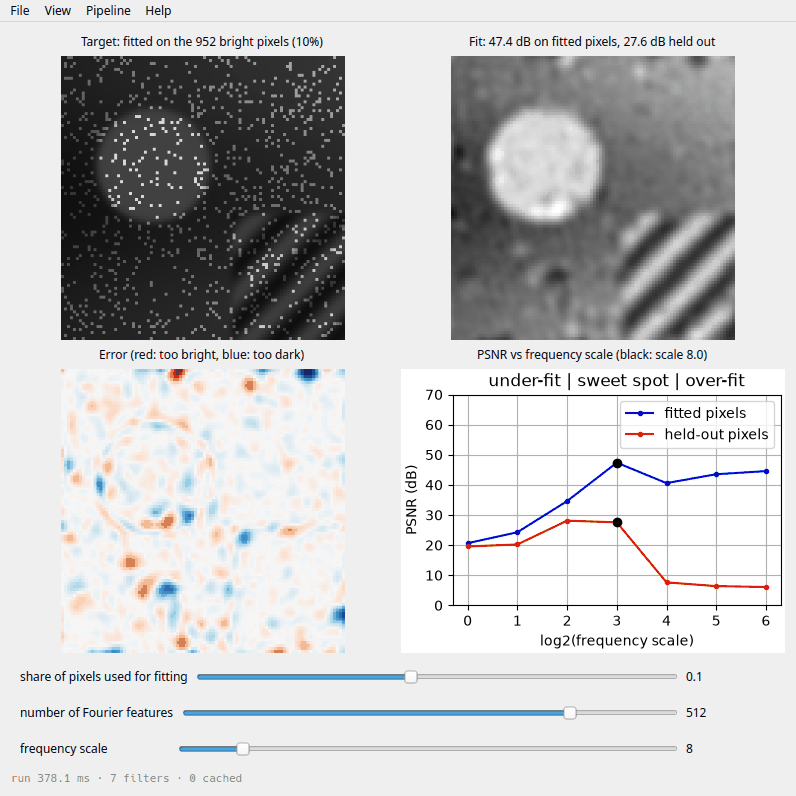 File View Pipeline Help
Target: fitted on the 952 bright pixels (10%)
Fit: 47.4 dB on fitted pixels, 27.6 dB held out
Error (red: too bright, blue: too dark)
PSNR vs frequency scale (black: scale 8.0)
under-fit | sweet spot | over-fit
fitted pixels
held-out pixels
PSNR (dB)
70
60
50
40
30
20
10
0
0 1 2 3 4 5 6
log2(frequency scale)
share of pixels used for fitting 0.1
number of Fourier features 512
frequency scale 8
run 378.1 ms · 7 filters · 0 cached